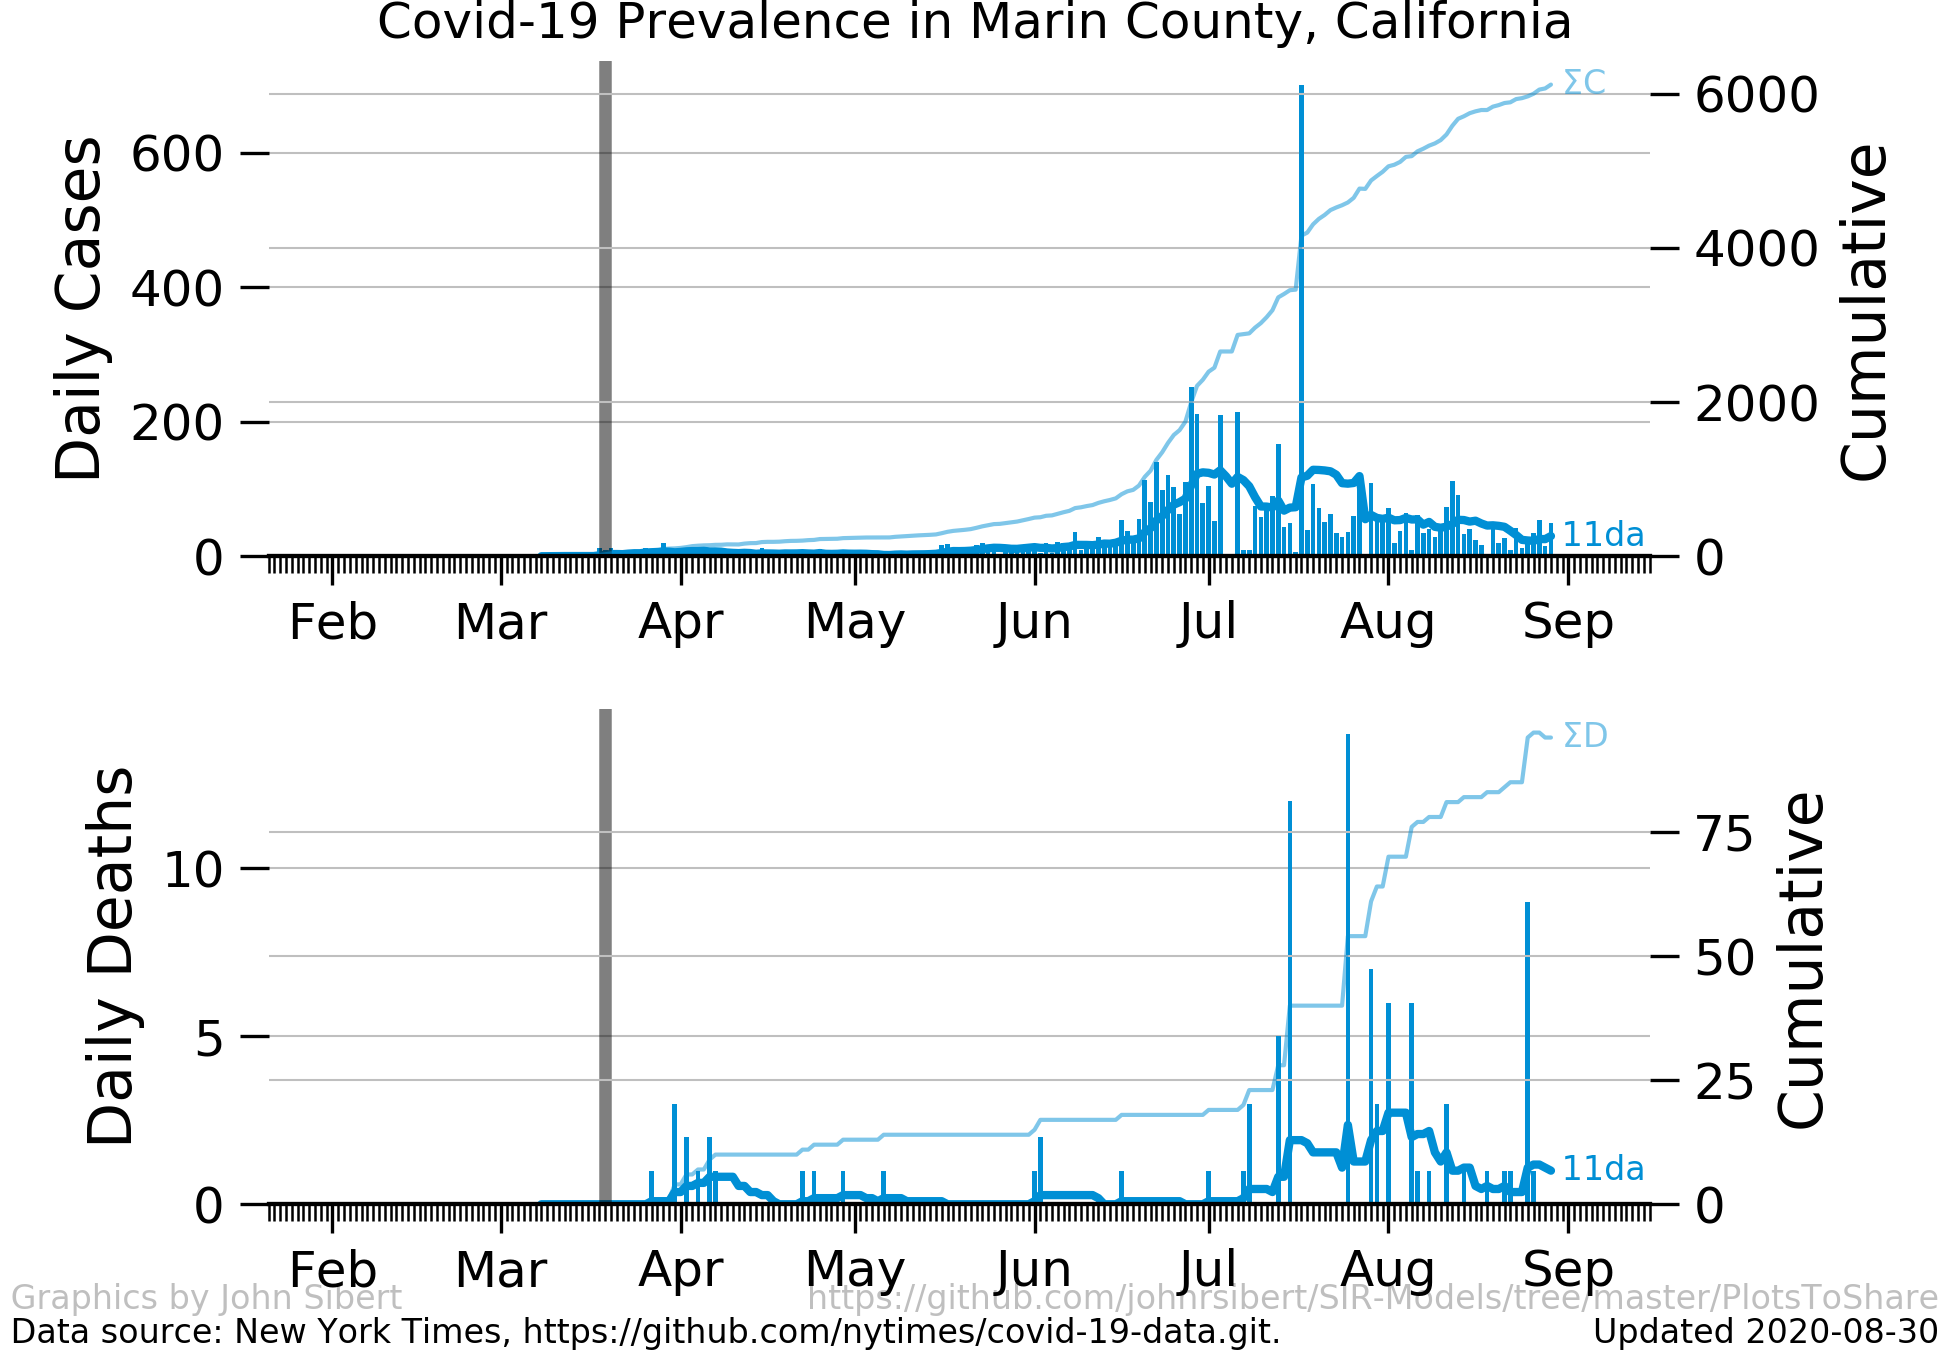 Covid-19 Prevalence in Marin County, California
Daily Cases
600
400
200
0
6000
4000
2000
0
Cumulative
ΣC
11da
Feb Mar Apr May Jun Jul Aug Sep
Daily Deaths
10
5
0
75
50
25
0
Cumulative
ΣD
11da
Feb Mar Apr May Jun Jul Aug Sep
Graphics by John Sibert https://github.com/johnrsibert/SIR-Models/tree/master/PlotsToShare
Data source: New York Times, https://github.com/nytimes/covid-19-data.git. Updated 2020-08-30